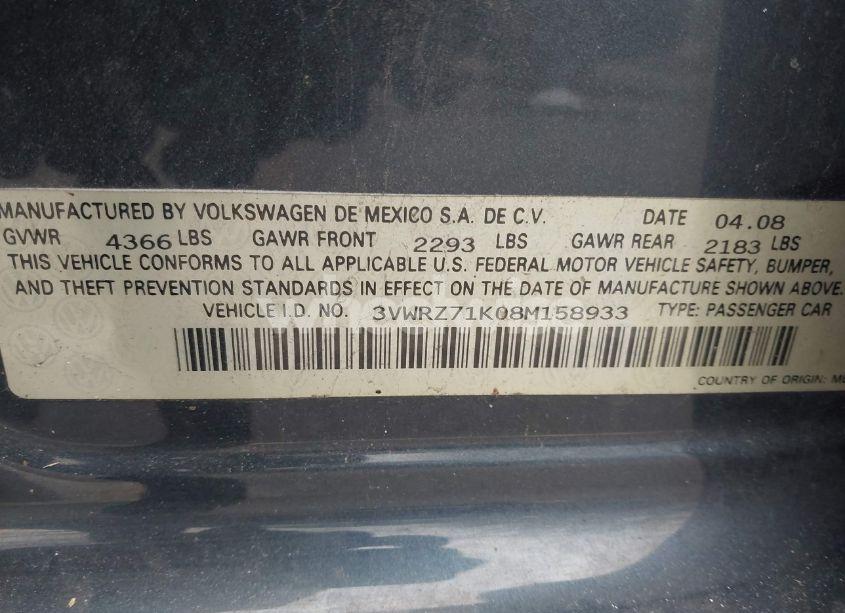 MANUFACTURED BY VOLKSWAGEN DE MEXICO S.A. DE C.V. DATE 04.08
GVWR 4366 LBS GAWR FRONT 2293 LBS GAWR REAR 2183 LBS
THIS VEHICLE CONFORMS TO ALL APPLICABLE U.S. FEDERAL MOTOR VEHICLE SAFETY, BUMPER,
AND THEFT PREVENTION STANDARDS IN EFFECT ON THE DATE OF MANUFACTURE SHOWN ABOVE.
VEHICLE I.D. NO. 3VWRZ71K08M158933 TYPE: PASSENGER CAR
COUNTRY OF ORIGIN: